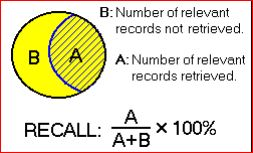 B: Number of relevant
records not retrieved.
B A
A: Number of relevant
records retrieved.
RECALL: A/A+B × 100%